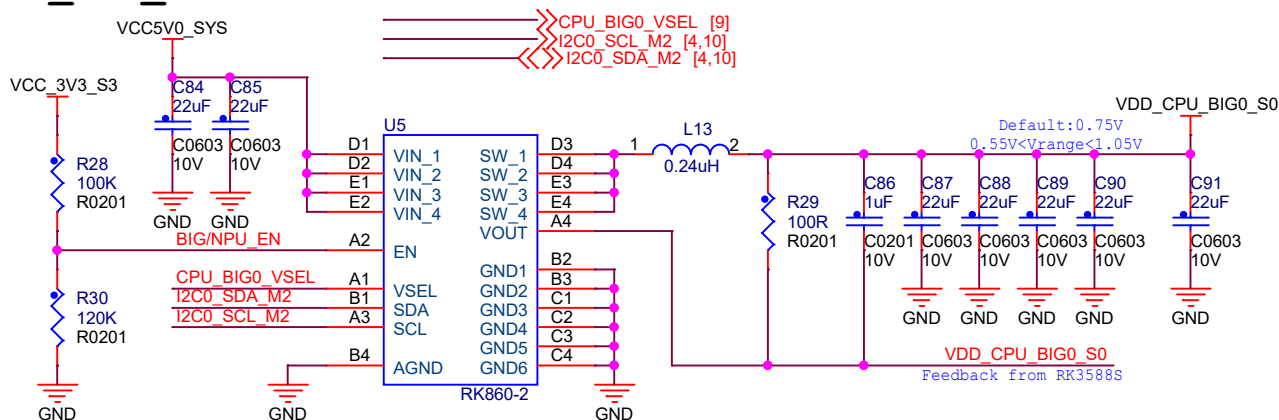 VCC5V0_SYS
CPU_BIG0_VSEL [9]
I2C0_SCL_M2 [4,10]
I2C0_SDA_M2 [4,10]
VCC_3V3_S3
C84
22uF
C0603
10V
GND
C85
22uF
C0603
10V
GND
R28
100K
R0201
BIG/NPU_EN
R30
120K
R0201
GND
CPU_BIG0_VSEL
I2C0_SDA_M2
I2C0_SCL_M2
GND
U5
D1 VIN_1
D2 VIN_2
E1 VIN_3
E2 VIN_4
A2 EN
A1 VSEL
B1 SDA
A3 SCL
B4 AGND
SW_1 D3
SW_2 D4
SW_3 E3
SW_4 E4
VOUT A4
GND1 B2
GND2 B3
GND3 C1
GND4 C2
GND5 C3
GND6 C4
RK860-2
GND
1 L13 2
0.24uH
VDD_CPU_BIG0_S0
Default:0.75V
0.55V<Vrange<1.05V
R29
100R
R0201
C86
1uF
C0201
10V
C87
22uF
C0603
10V
GND
C88
22uF
C0603
10V
GND
C89
22uF
C0603
10V
GND
C90
22uF
C0603
10V
GND
C91
22uF
C0603
10V
GND
VDD_CPU_BIG0_S0
Feedback from RK3588S